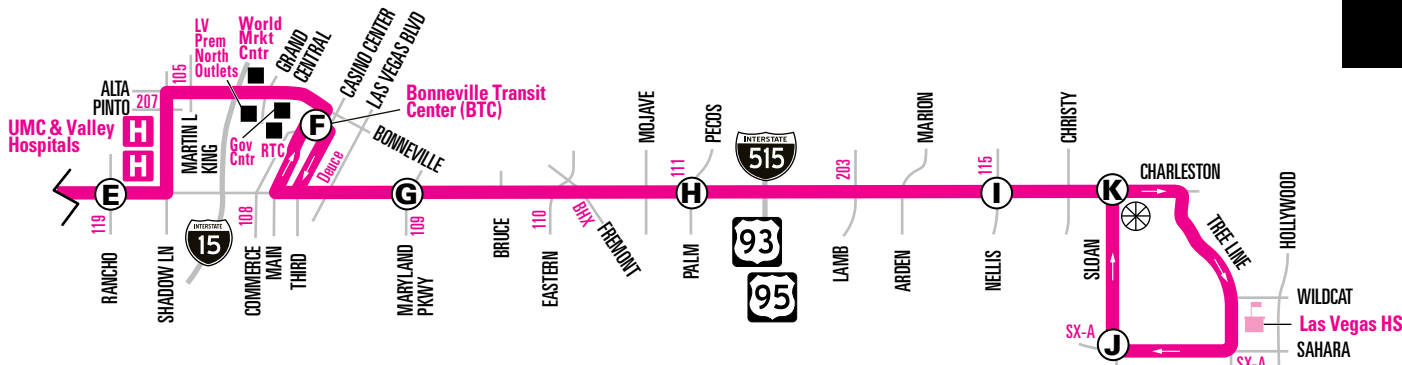 LV
Prem
North
Outlets
World
Mrkt
Cntr
GRAND
CENTRAL
CASINO CENTER
LAS VEGAS BLVD
105
ALTA
PINTO
207
UMC & Valley
Hospitals
H
H
MARTIN L
KING
Gov
Cntr
RTC
F
Bonneville Transit
Center (BTC)
BONNEVILLE
Deuce
E
119
RANCHO
SHADOW LN
INTERSTATE
15
108
COMMERCE
MAIN
THIRD
G
109
MARYLAND
PKWY
BRUCE
110
EASTERN
BHX
FREMONT
MOJAVE
111
PECOS
H
PALM
INTERSTATE
515
93
95
203
LAMB
MARION
ARDEN
115
I
NELLIS
CHRISTY
K
CHARLESTON
SLOAN
TREE LINE
HOLLYWOOD
WILDCAT
Las Vegas HS
SAHARA
SX-A
J
SX-A